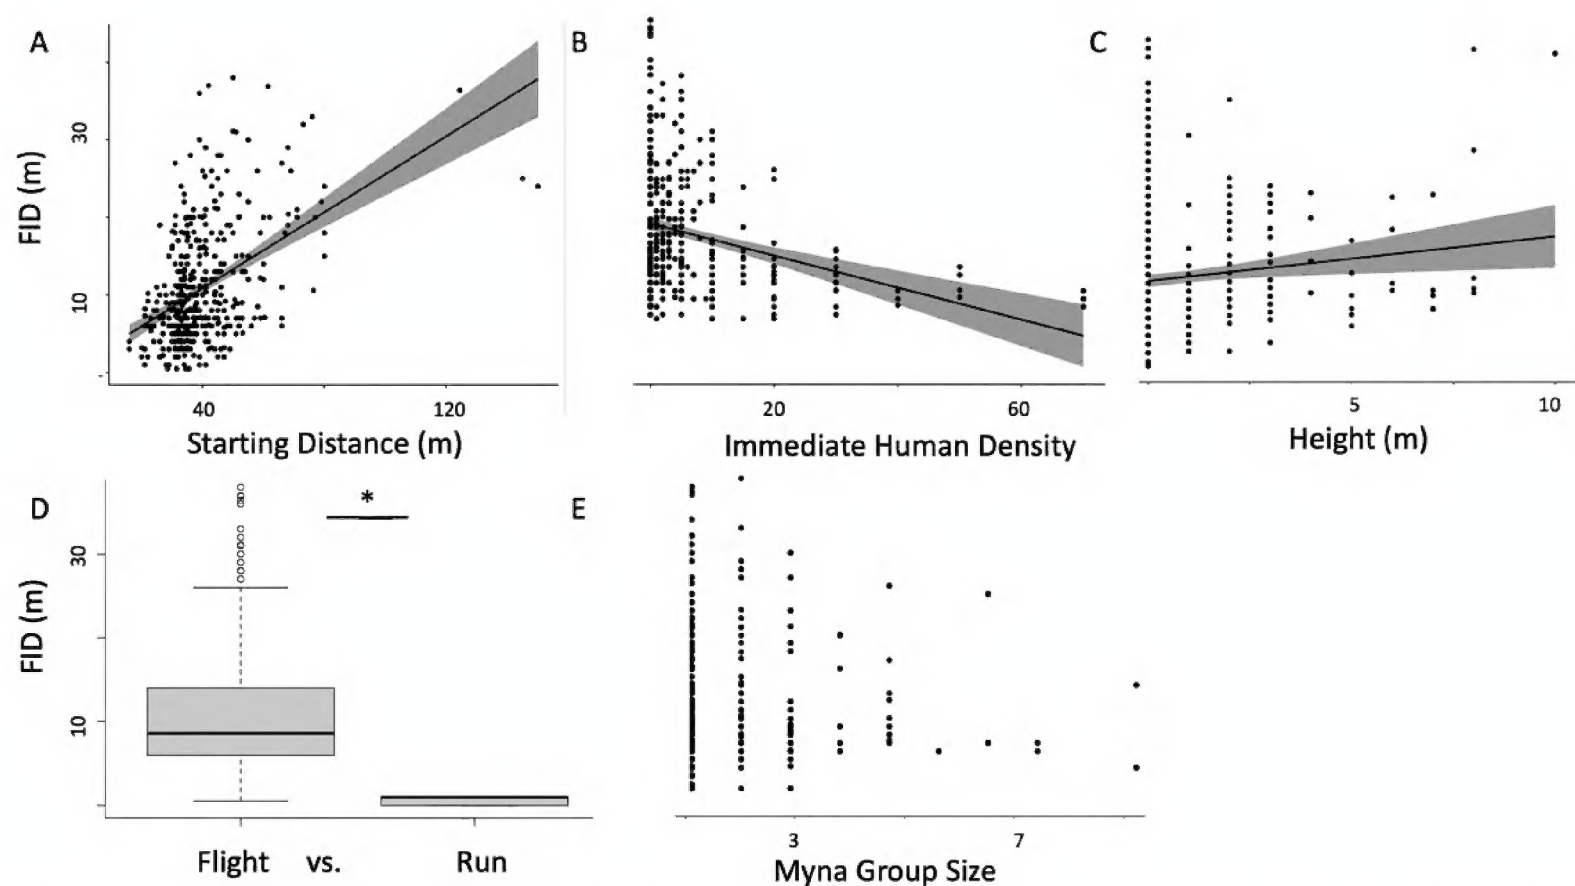 A
B
C
FID (m)
30
10
40
120
20
60
5
10
Starting Distance (m)
Immediate Human Density
Height (m)
D
*
E
FID (m)
30
10
3
7
Flight vs. Run
Myna Group Size